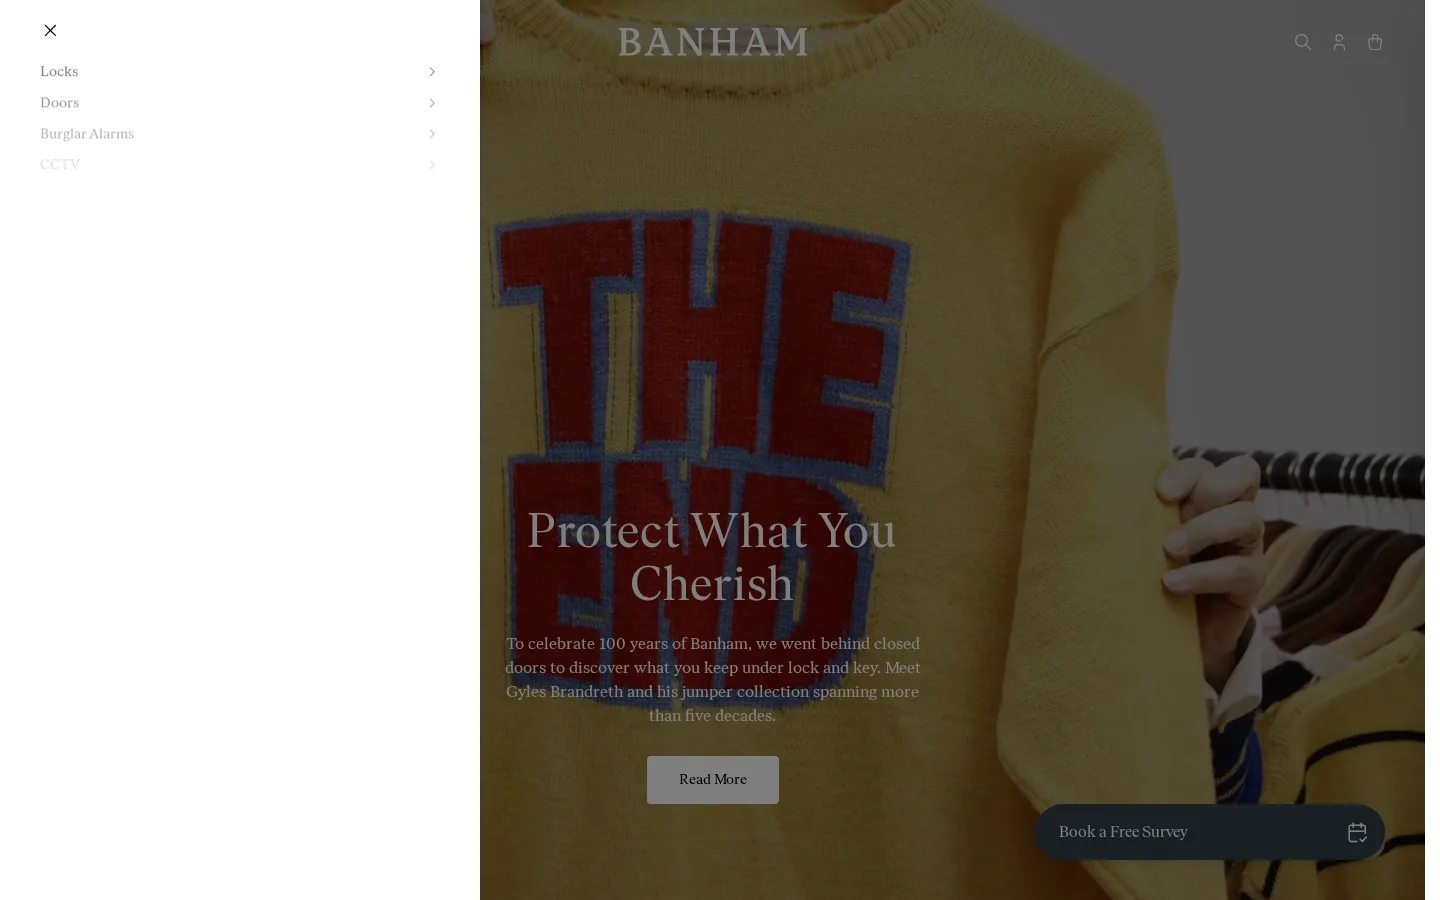 Locks
Doors
Burglar Alarms
CCTV
BANHAM
THE
END
Protect What You
Cherish
To celebrate 100 years of Banham, we went behind closed
doors to discover what you keep under lock and key. Meet
Gyles Brandreth and his jumper collection spanning more
than five decades.
Read More
Book a Free Survey